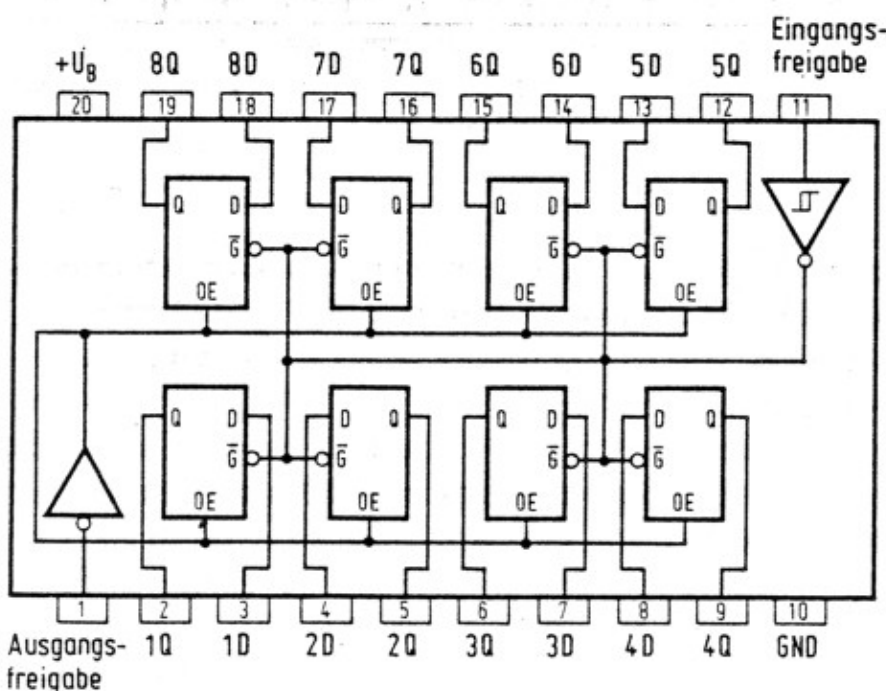 Eingangs-
freigabe
+U_B 8Q 8D 7D 7Q 6Q 6D 5D 5Q
20 19 18 17 16 15 14 13 12 11
Q D D Q Q D D Q
G̅ G̅ G̅ G̅
OE OE OE OE
Q D D Q Q D D Q
G̅ G̅ G̅ G̅
OE OE OE OE
1 2 3 4 5 6 7 8 9 10
Ausgangs-
freigabe
1Q 1D 2D 2Q 3Q 3D 4D 4Q GND